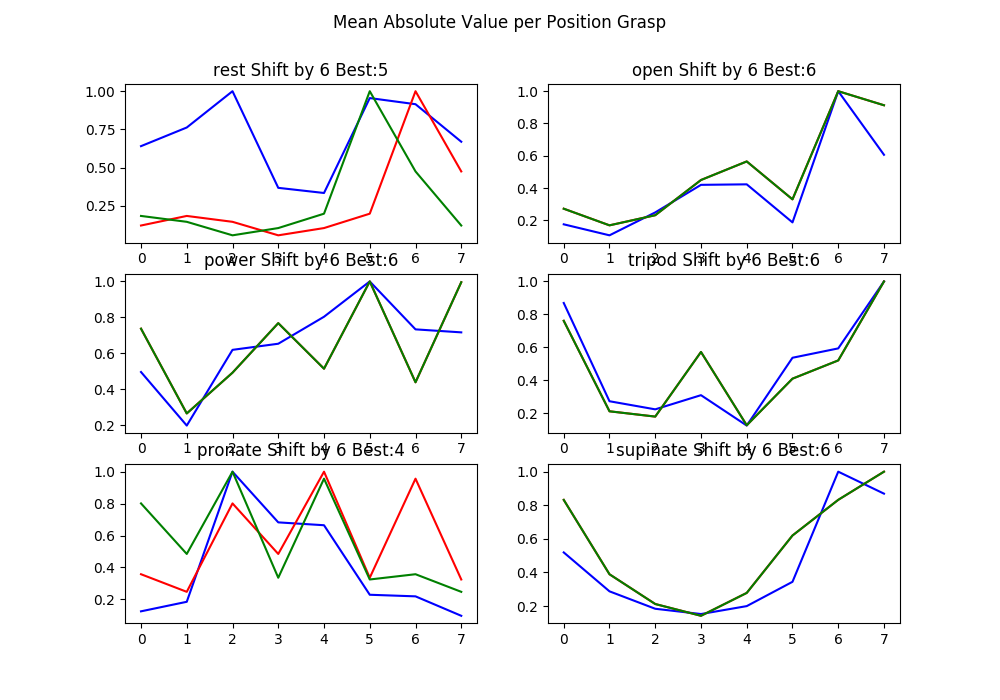 Mean Absolute Value per Position Grasp
rest Shift by 6 Best:5
1.00
0.75
0.50
0.25
0 1 2 3 4 5 6 7
open Shift by 6 Best:6
1.0
0.8
0.6
0.4
0.2
0 1 2 3 4 5 6 7
power Shift by 6 Best:6
1.0
0.8
0.6
0.4
0.2
0 1 2 3 4 5 6 7
tripod Shift by 6 Best:6
1.0
0.8
0.6
0.4
0.2
0 1 2 3 4 5 6 7
pronate Shift by 6 Best:4
1.0
0.8
0.6
0.4
0.2
0 1 2 3 4 5 6 7
supinate Shift by 6 Best:6
1.0
0.8
0.6
0.4
0.2
0 1 2 3 4 5 6 7